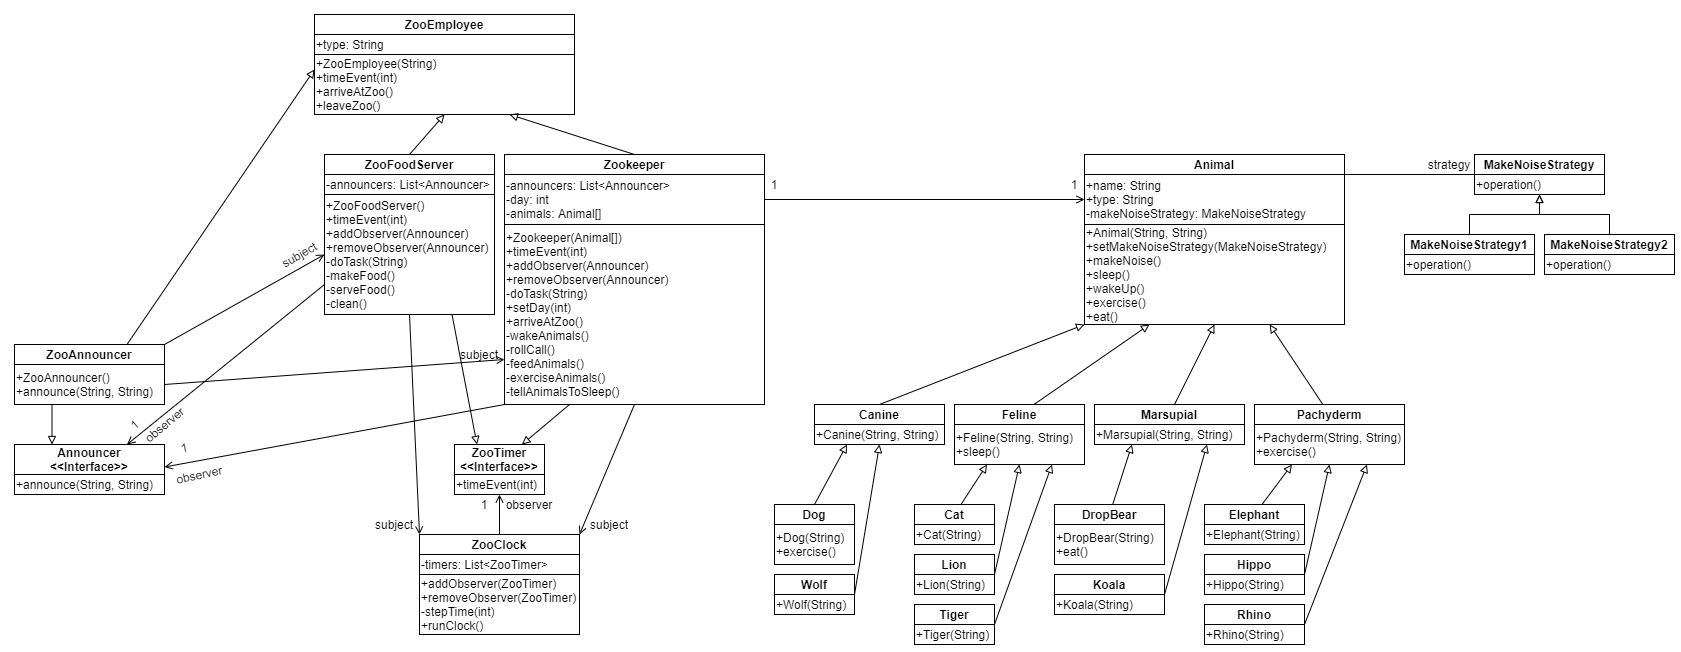 ZooEmployee
+type: String
+ZooEmployee(String)
+timeEvent(int)
+arriveAtZoo()
+leaveZoo()
ZooFoodServer
-announcers: List<Announcer>
+ZooFoodServer()
+timeEvent(int)
+addObserver(Announcer)
+removeObserver(Announcer)
-doTask(String)
-makeFood()
-serveFood()
-clean()
Zookeeper
-announcers: List<Announcer>
-day: int
-animals: Animal[]
+Zookeeper(Animal[])
+timeEvent(int)
+addObserver(Announcer)
+removeObserver(Announcer)
-doTask(String)
+setDay(int)
+arriveAtZoo()
-wakeAnimals()
-rollCall()
-feedAnimals()
-exerciseAnimals()
-tellAnimalsToSleep()
1
1
Animal
+name: String
+type: String
-makeNoiseStrategy: MakeNoiseStrategy
+Animal(String, String)
+setMakeNoiseStrategy(MakeNoiseStrategy)
+makeNoise()
+sleep()
+wakeUp()
+exercise()
+eat()
strategy
MakeNoiseStrategy
+operation()
MakeNoiseStrategy1
+operation()
MakeNoiseStrategy2
+operation()
subject
ZooAnnouncer
+ZooAnnouncer()
+announce(String, String)
subject
1
observer
1
observer
Announcer
<<Interface>>
+announce(String, String)
ZooTimer
<<Interface>>
+timeEvent(int)
1
observer
subject
subject
ZooClock
-timers: List<ZooTimer>
+addObserver(ZooTimer)
+removeObserver(ZooTimer)
-stepTime(int)
+runClock()
Canine
+Canine(String, String)
Feline
+Feline(String, String)
+sleep()
Marsupial
+Marsupial(String, String)
Pachyderm
+Pachyderm(String, String)
+exercise()
Dog
+Dog(String)
+exercise()
Wolf
+Wolf(String)
Cat
+Cat(String)
Lion
+Lion(String)
Tiger
+Tiger(String)
DropBear
+DropBear(String)
+eat()
Koala
+Koala(String)
Elephant
+Elephant(String)
Hippo
+Hippo(String)
Rhino
+Rhino(String)